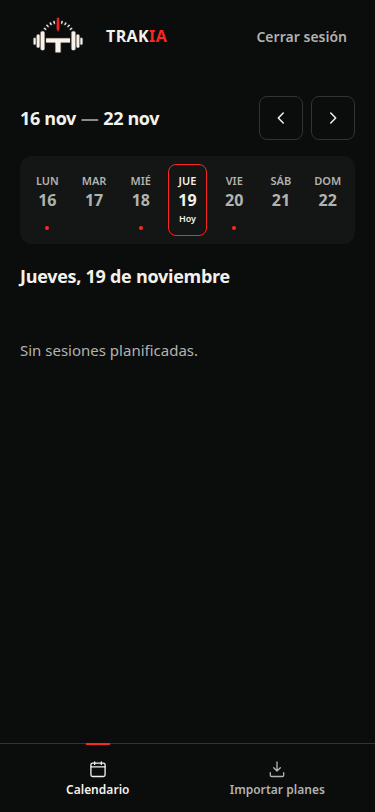 TRAKIA
Cerrar sesión
16 nov — 22 nov
LUN MAR MIÉ JUE VIE SÁB DOM
16 17 18 19 20 21 22
Hoy
Jueves, 19 de noviembre
Sin sesiones planificadas.
Calendario
Importar planes